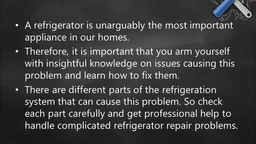 • A refrigerator is unarguably the most important
appliance in our homes.
• Therefore, it is important that you arm yourself
with insightful knowledge on issues causing this
problem and learn how to fix them.
• There are different parts of the refrigeration
system that can cause this problem. So check
each part carefully and get professional help to
handle complicated refrigerator repair problems.